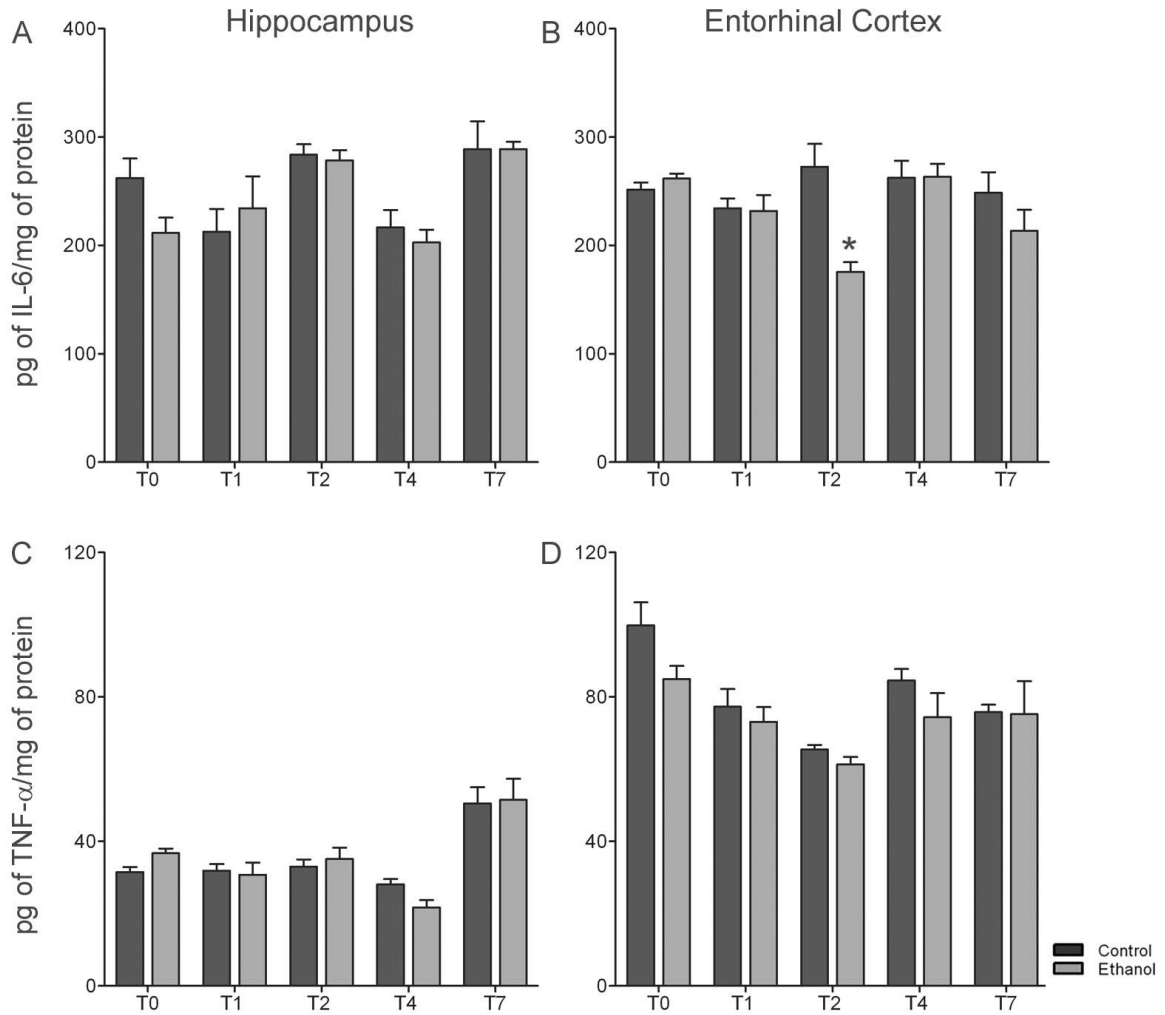 A Hippocampus
B Entorhinal Cortex
pg of IL-6/mg of protein
400
300
200
100
0
T0 T1 T2 T4 T7
400
300
200
100
0
*
T0 T1 T2 T4 T7
C
D
pg of TNF-α/mg of protein
120
80
40
0
T0 T1 T2 T4 T7
120
80
40
0
T0 T1 T2 T4 T7
Control
Ethanol